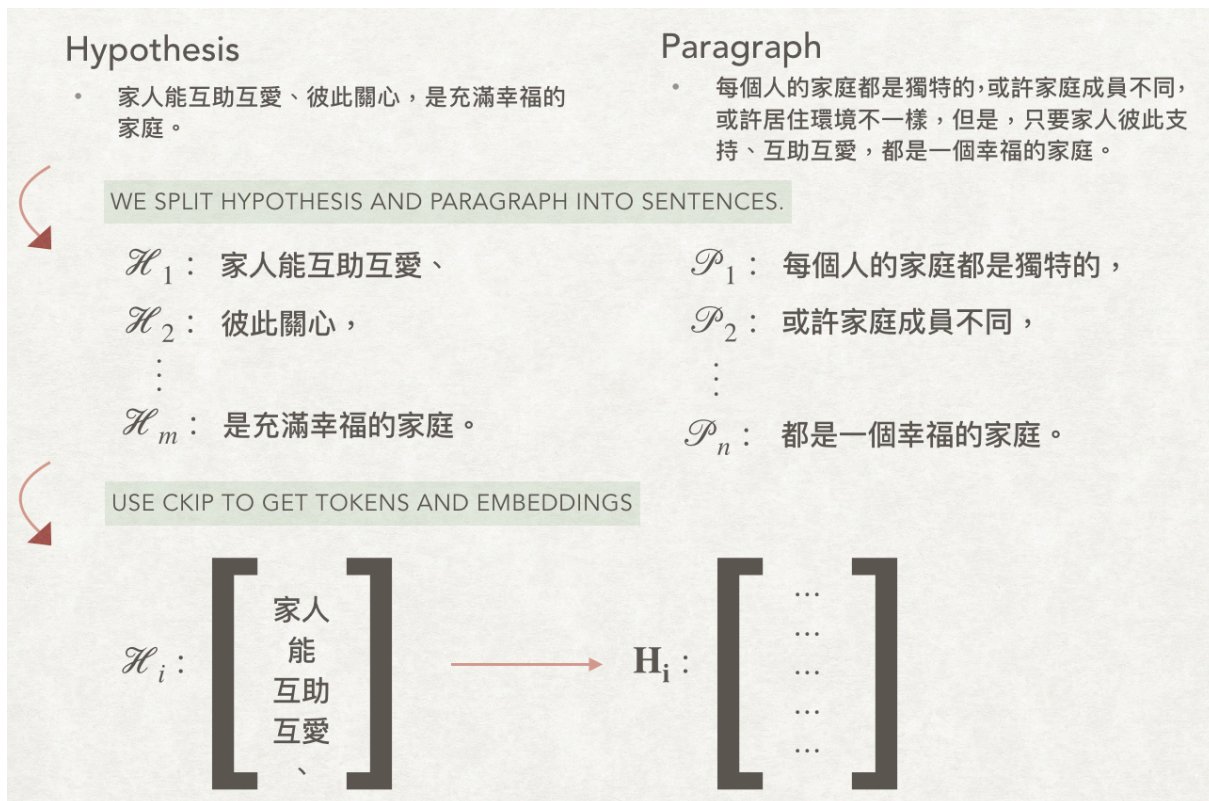 Hypothesis
• 家人能互助互愛、彼此關心，是充滿幸福的
家庭。
Paragraph
• 每個人的家庭都是獨特的，或許家庭成員不同，
或許居住環境不一樣，但是，只要家人彼此支
持、互助互愛，都是一個幸福的家庭。
WE SPLIT HYPOTHESIS AND PARAGRAPH INTO SENTENCES.
ℋ1： 家人能互助互愛、
ℋ2： 彼此關心，
⋮
ℋm： 是充滿幸福的家庭。
𝒫1： 每個人的家庭都是獨特的，
𝒫2： 或許家庭成員不同，
⋮
𝒫n： 都是一個幸福的家庭。
USE CKIP TO GET TOKENS AND EMBEDDINGS
ℋi：
家人
能
互助
互愛
、
Hi：
…
…
…
…
…